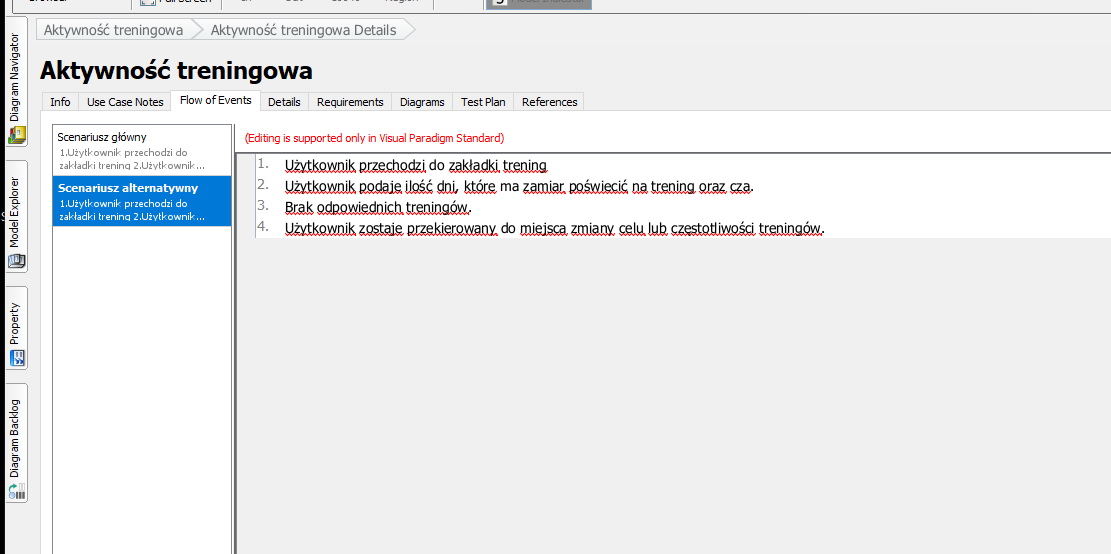 Aktywność treningowa
Aktywność treningowa Details
Aktywność treningowa
Info
Use Case Notes
Flow of Events
Details
Requirements
Diagrams
Test Plan
References
Diagram Navigator
Model Explorer
Property
Diagram Backlog
Scenariusz główny
1.Użytkownik przechodzi do
zakładki trening 2.Użytkownik...
Scenariusz alternatywny
1.Użytkownik przechodzi do
zakładki trening 2.Użytkownik...
(Editing is supported only in Visual Paradigm Standard)
1. Użytkownik przechodzi do zakładki trening
2. Użytkownik podaje ilość dni, które ma zamiar poświecić na trening oraz cza.
3. Brak odpowiednich treningów.
4. Użytkownik zostaje przekierowany do miejsca zmiany celu lub częstotliwości treningów.